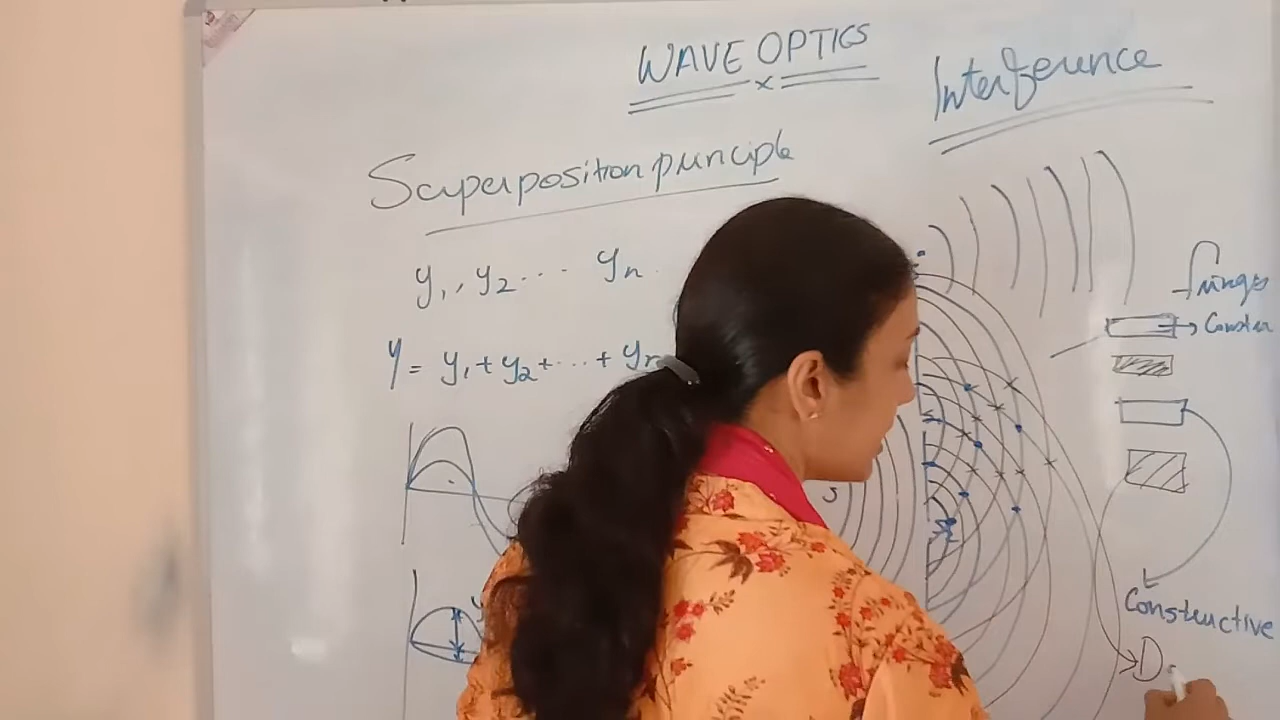 WAVE OPTICS
Interference
Superposition principle
y₁, y₂ ... yₙ
y = y₁ + y₂ + ... + yₙ
fringes
S
Constructive
D